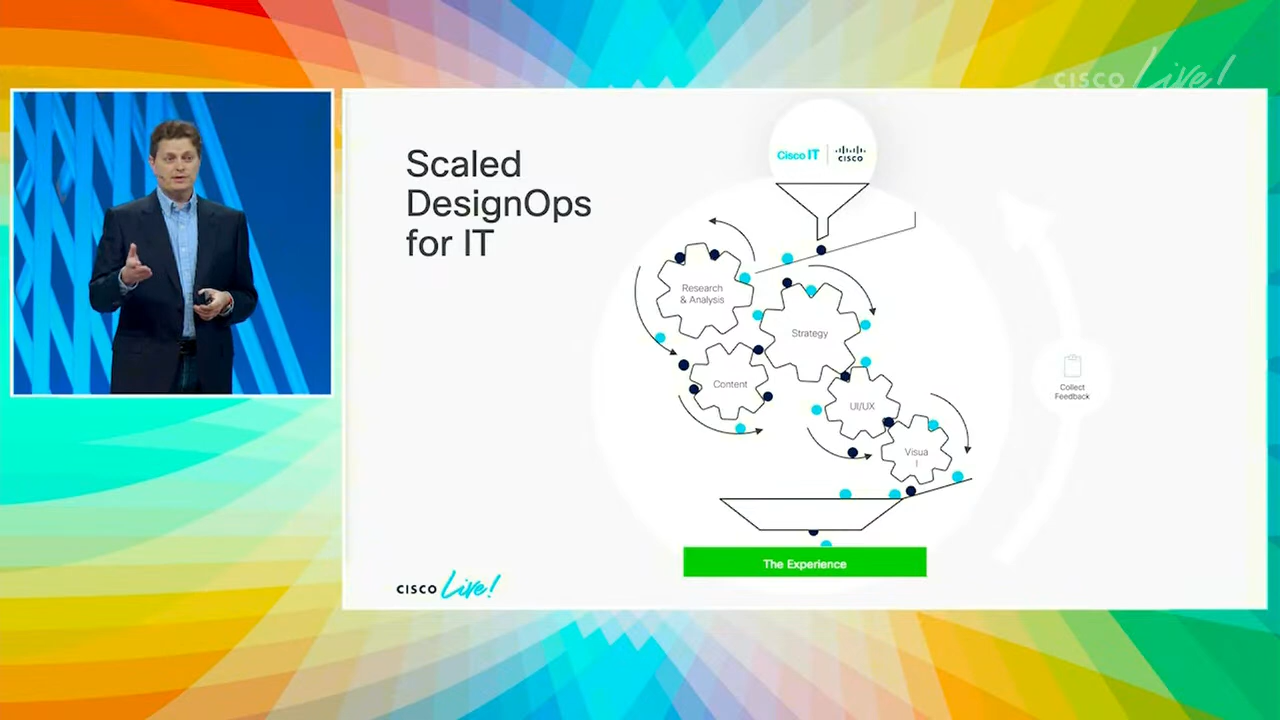 CISCO Live!
Scaled
DesignOps
for IT
Cisco IT
CISCO
Research
& Analysis
Strategy
Content
UI/UX
Visua
l
Collect
Feedback
The Experience
CISCO Live!